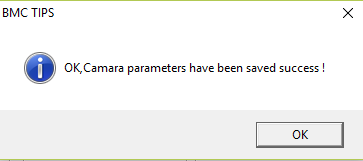 BMC TIPS
OK,Camara parameters have been saved success !
OK